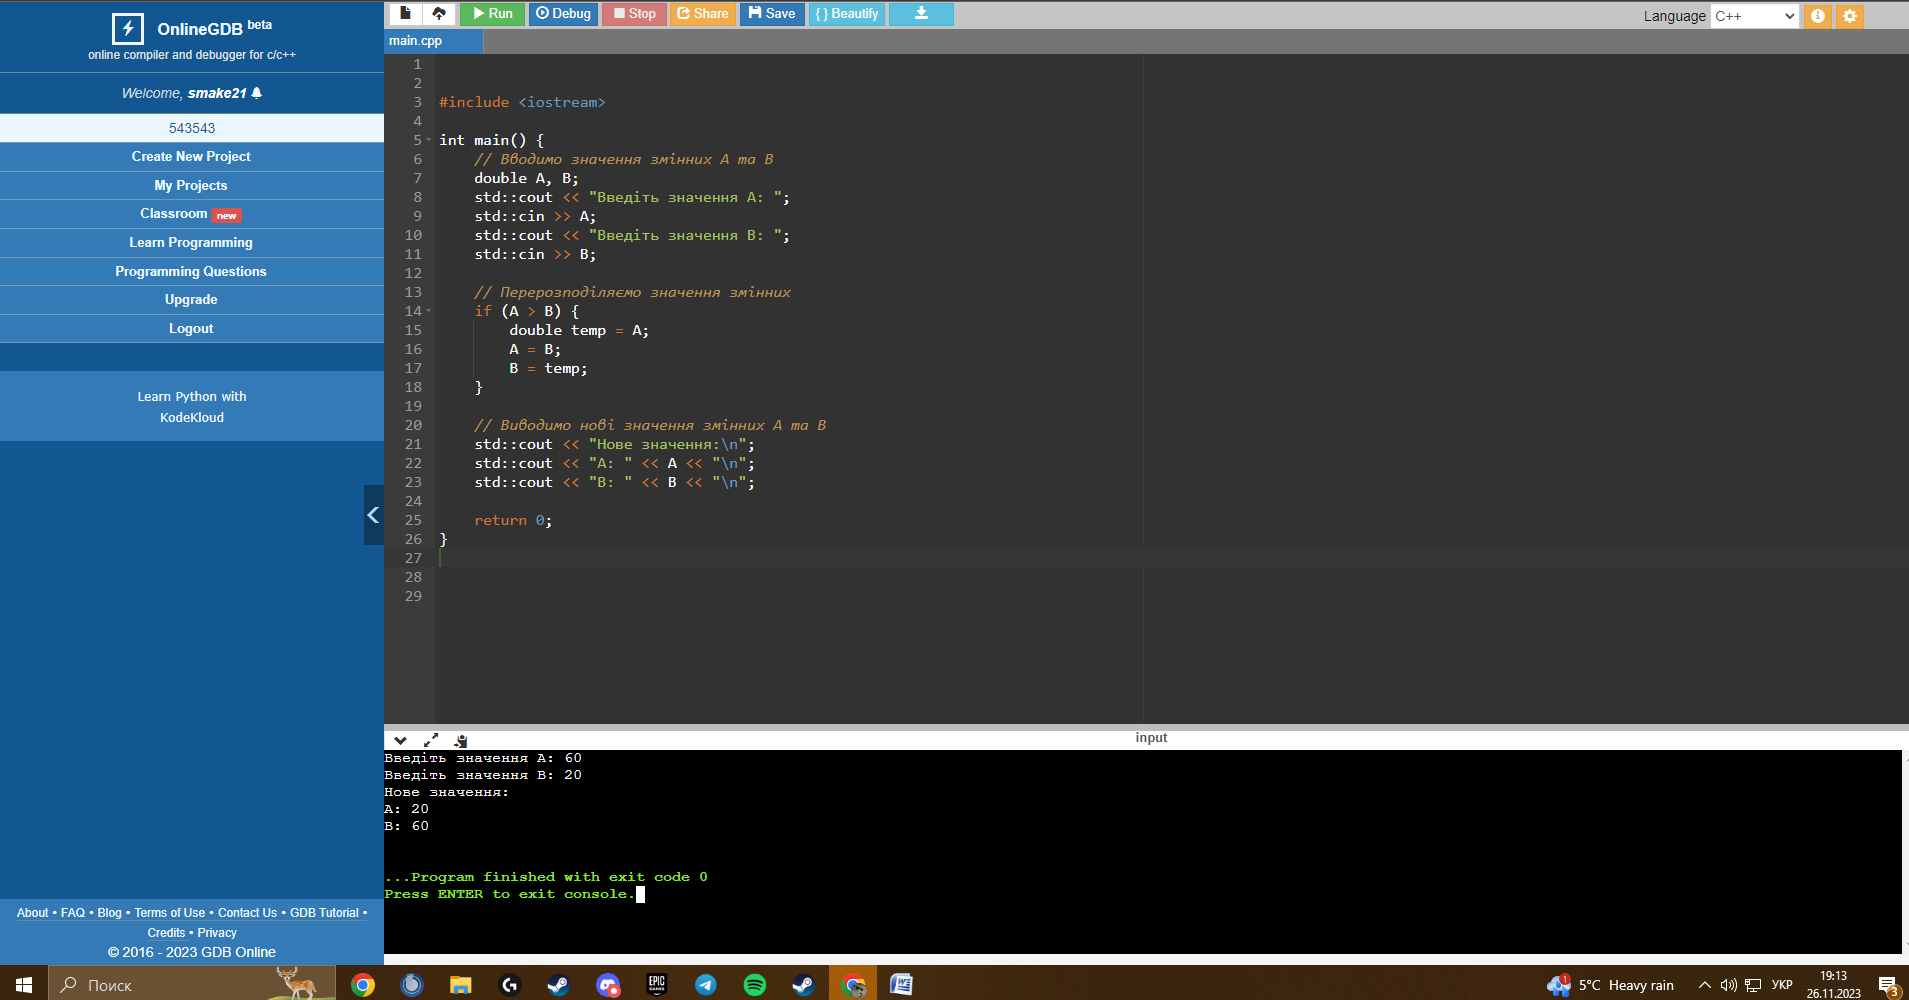 OnlineGDB beta
online compiler and debugger for c/c++
Welcome, smake21
543543
Create New Project
My Projects
Classroom new
Learn Programming
Programming Questions
Upgrade
Logout
Learn Python with
KodeKloud
About • FAQ • Blog • Terms of Use • Contact Us • GDB Tutorial •
Credits • Privacy
© 2016 - 2023 GDB Online
Run Debug Stop Share Save { } Beautify
Language C++
main.cpp
1
2
3 #include <iostream>
4
5 int main() {
6 // Вводимо значення змінних A та B
7 double A, B;
8 std::cout << "Введіть значення A: ";
9 std::cin >> A;
10 std::cout << "Введіть значення B: ";
11 std::cin >> B;
12
13 // Перерозподіляємо значення змінних
14 if (A > B) {
15 double temp = A;
16 A = B;
17 B = temp;
18 }
19
20 // Виводимо нові значення змінних A та B
21 std::cout << "Нове значення:\n";
22 std::cout << "A: " << A << "\n";
23 std::cout << "B: " << B << "\n";
24
25 return 0;
26 }
27
28
29
input
Введіть значення A: 60
Введіть значення B: 20
Нове значення:
A: 20
B: 60
...Program finished with exit code 0
Press ENTER to exit console.
Поиск
EPIC GAMES
1
5°C Heavy rain
УКР
19:13
26.11.2023
3